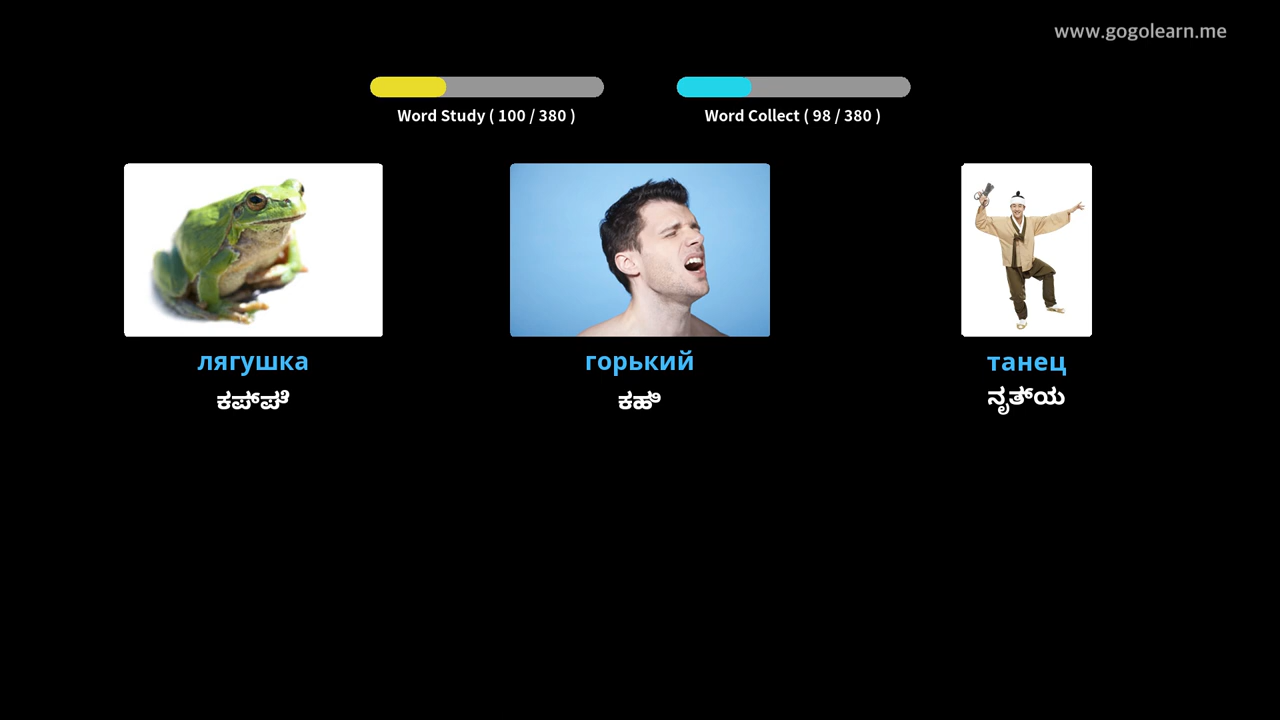 www.gogolearn.me
Word Study ( 100 / 380 )
Word Collect ( 98 / 380 )
лягушка
горький
танец
ಕಪ್ಪೆ
ಕಹಿ
ನೃತ್ಯ